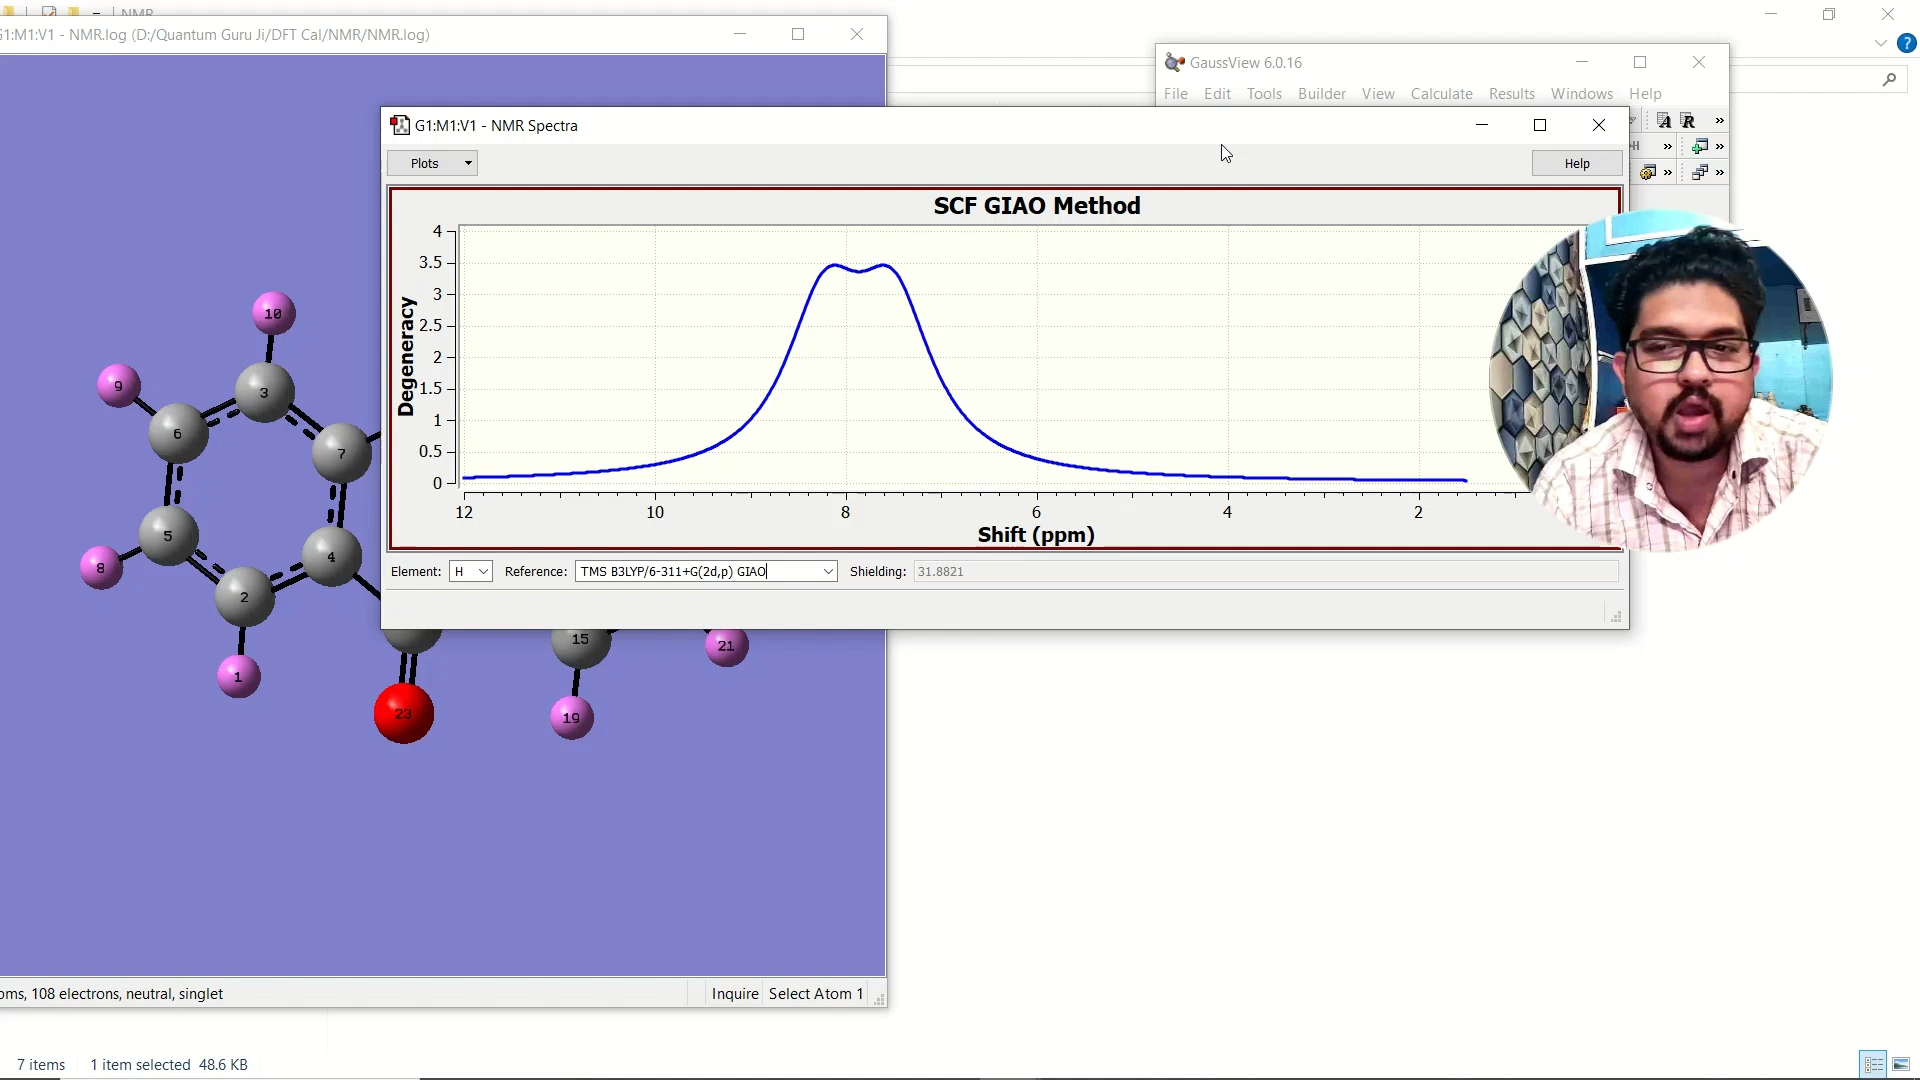 NMR
G1:M1:V1 - NMR.log (D:/Quantum Guru Ji/DFT Cal/NMR/NMR.log)
GaussView 6.0.16
File Edit Tools Builder View Calculate Results Windows Help
G1:M1:V1 - NMR Spectra
Plots
Help
SCF GIAO Method
4
3.5
3
2.5
2
1.5
1
0.5
0
Degeneracy
12 10 8 6 4 2
Shift (ppm)
Element: H Reference: TMS B3LYP/6-311+G(2d,p) GIAO Shielding: 31.8821
10
9
3
6
7
5
4
8
2
15
21
1
23
19
oms, 108 electrons, neutral, singlet
Inquire Select Atom 1
7 items 1 item selected 48.6 KB